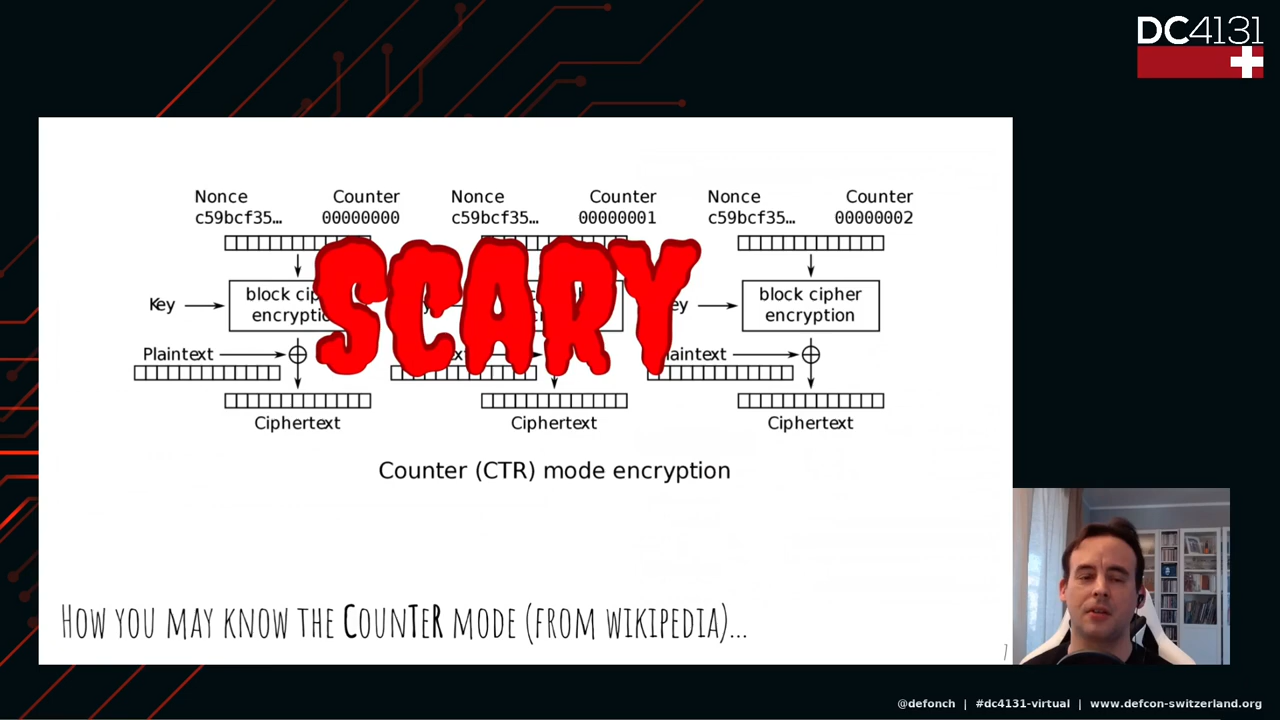 DC4131
Nonce Counter Nonce Counter Nonce Counter
c59bcf35… 00000000 c59bcf35… 00000001 c59bcf35… 00000002
SCARY
Key block cipher encryption
Plaintext
Ciphertext Ciphertext Ciphertext
Counter (CTR) mode encryption
How you may know the CounTeR mode (from wikipedia)...
7
@defonch | #dc4131-virtual | www.defcon-switzerland.org